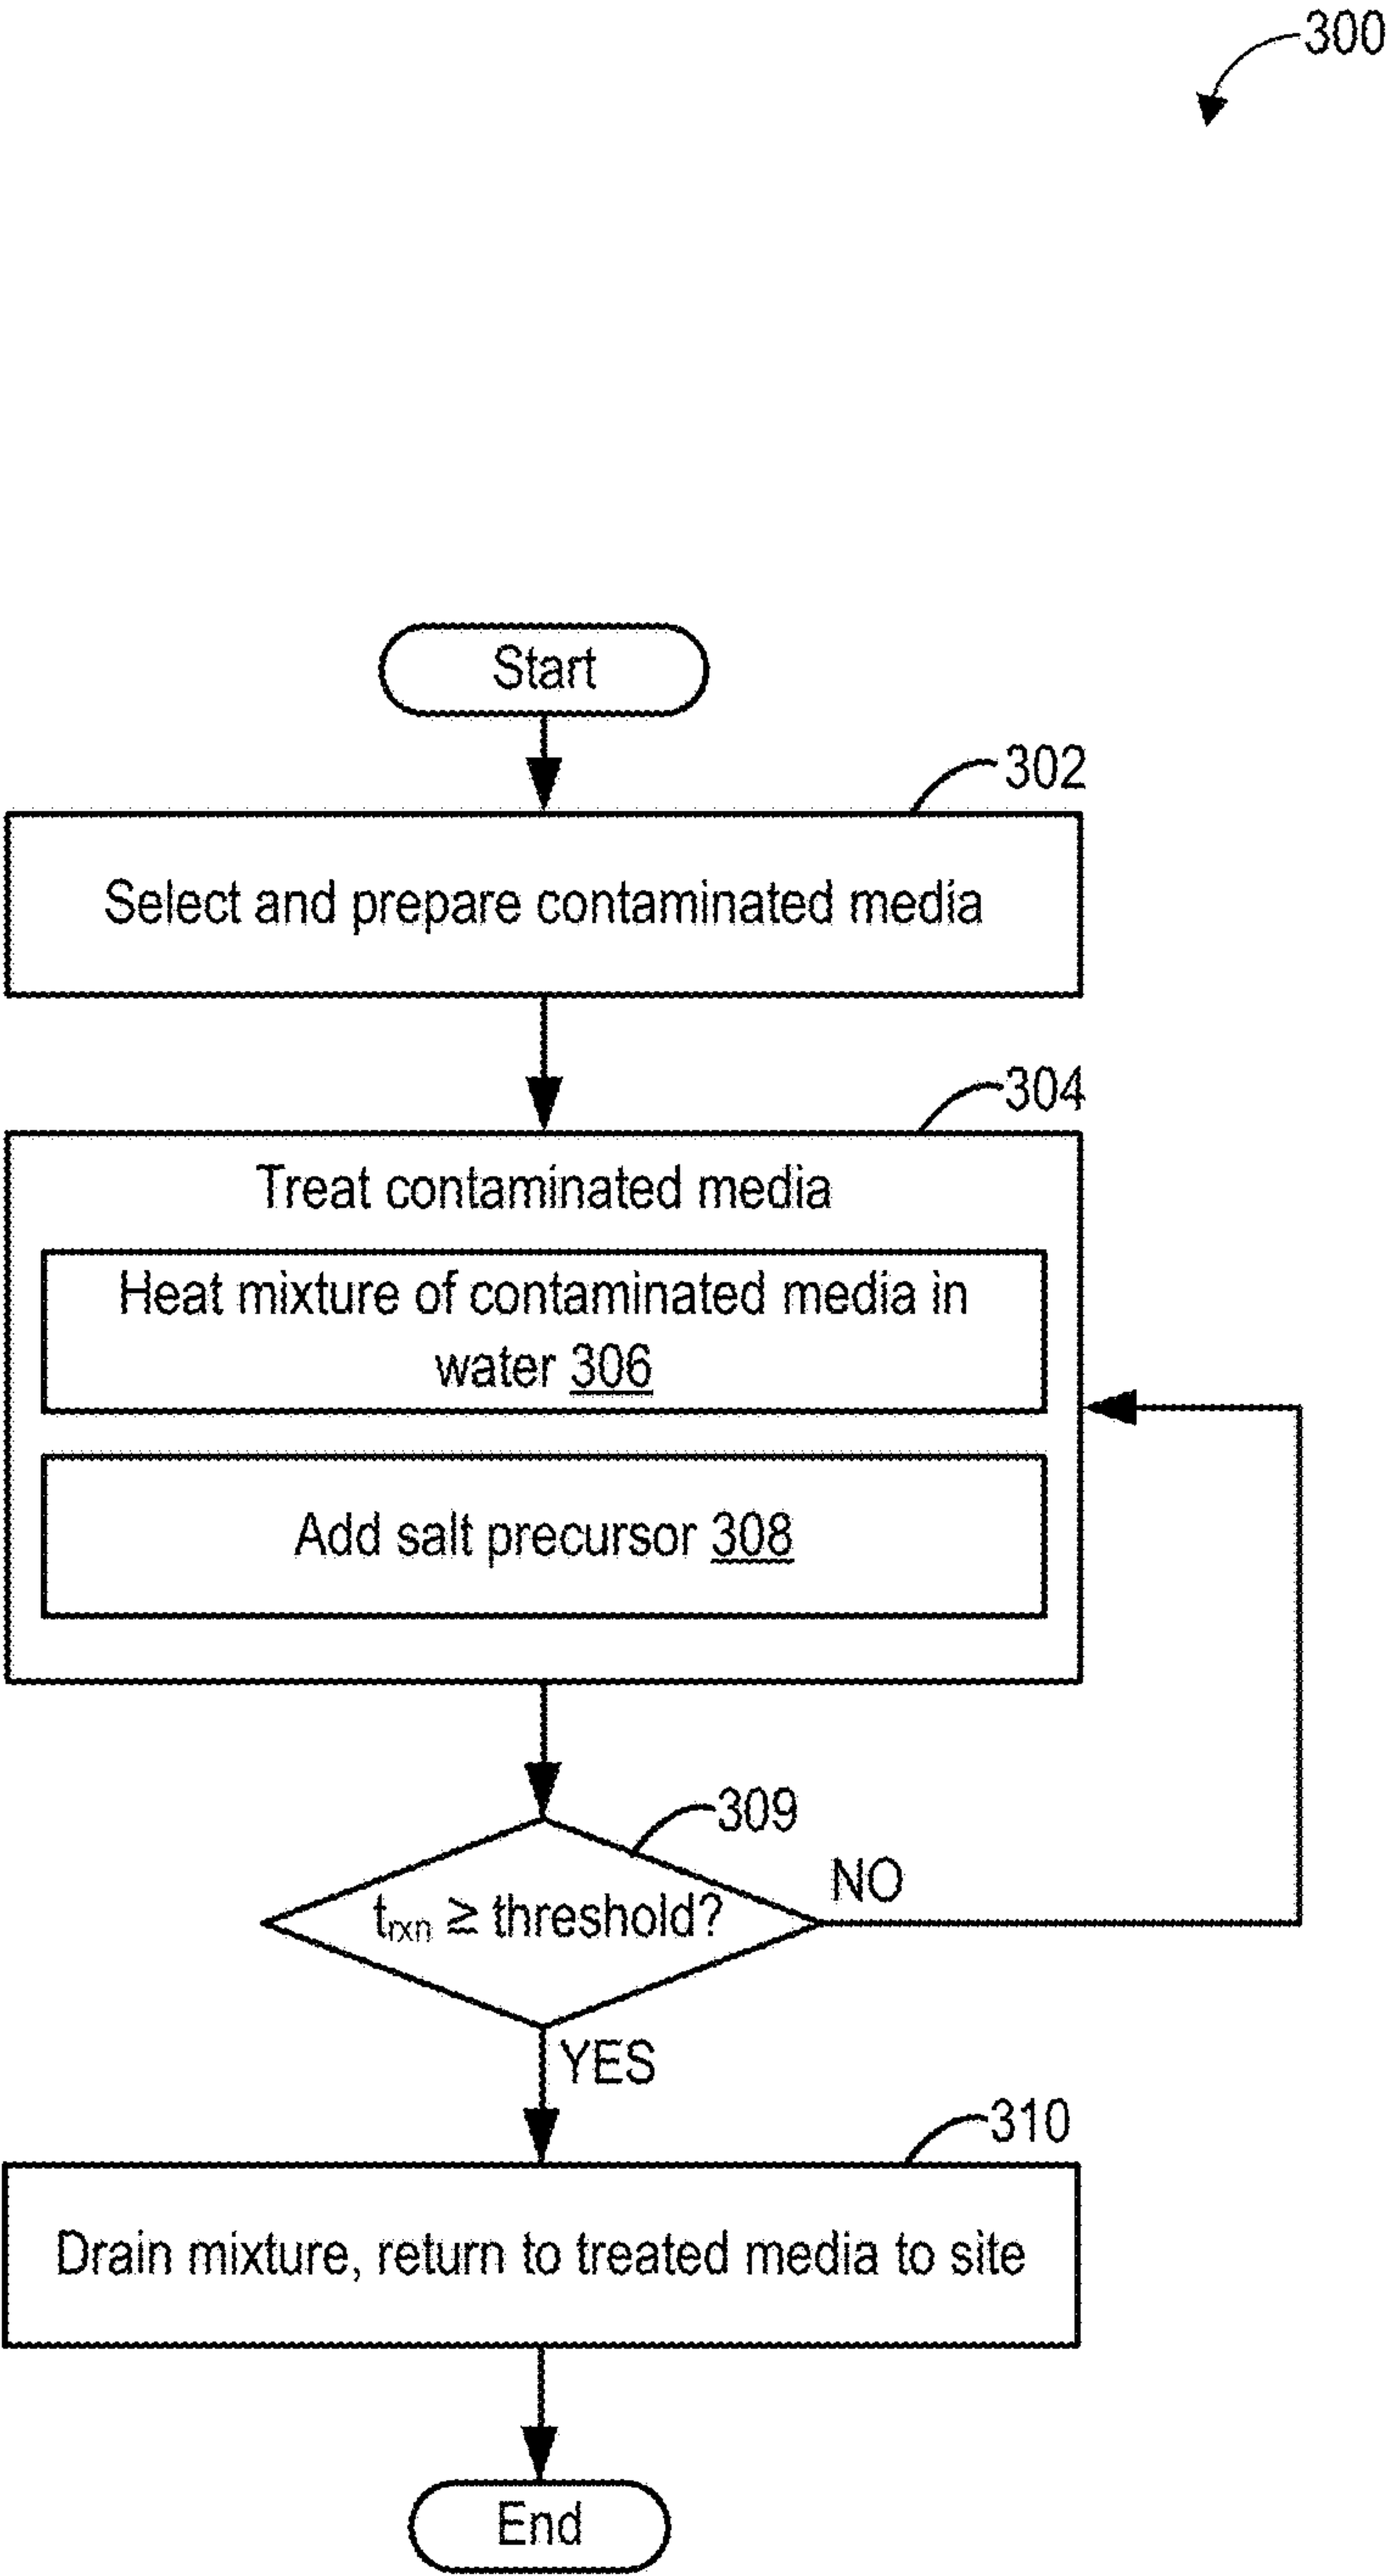 300
Start
302
Select and prepare contaminated media
304
Treat contaminated media
Heat mixture of contaminated media in
water 306
Add salt precursor 308
309
trxn ≥ threshold?
NO
YES
310
Drain mixture, return to treated media to site
End